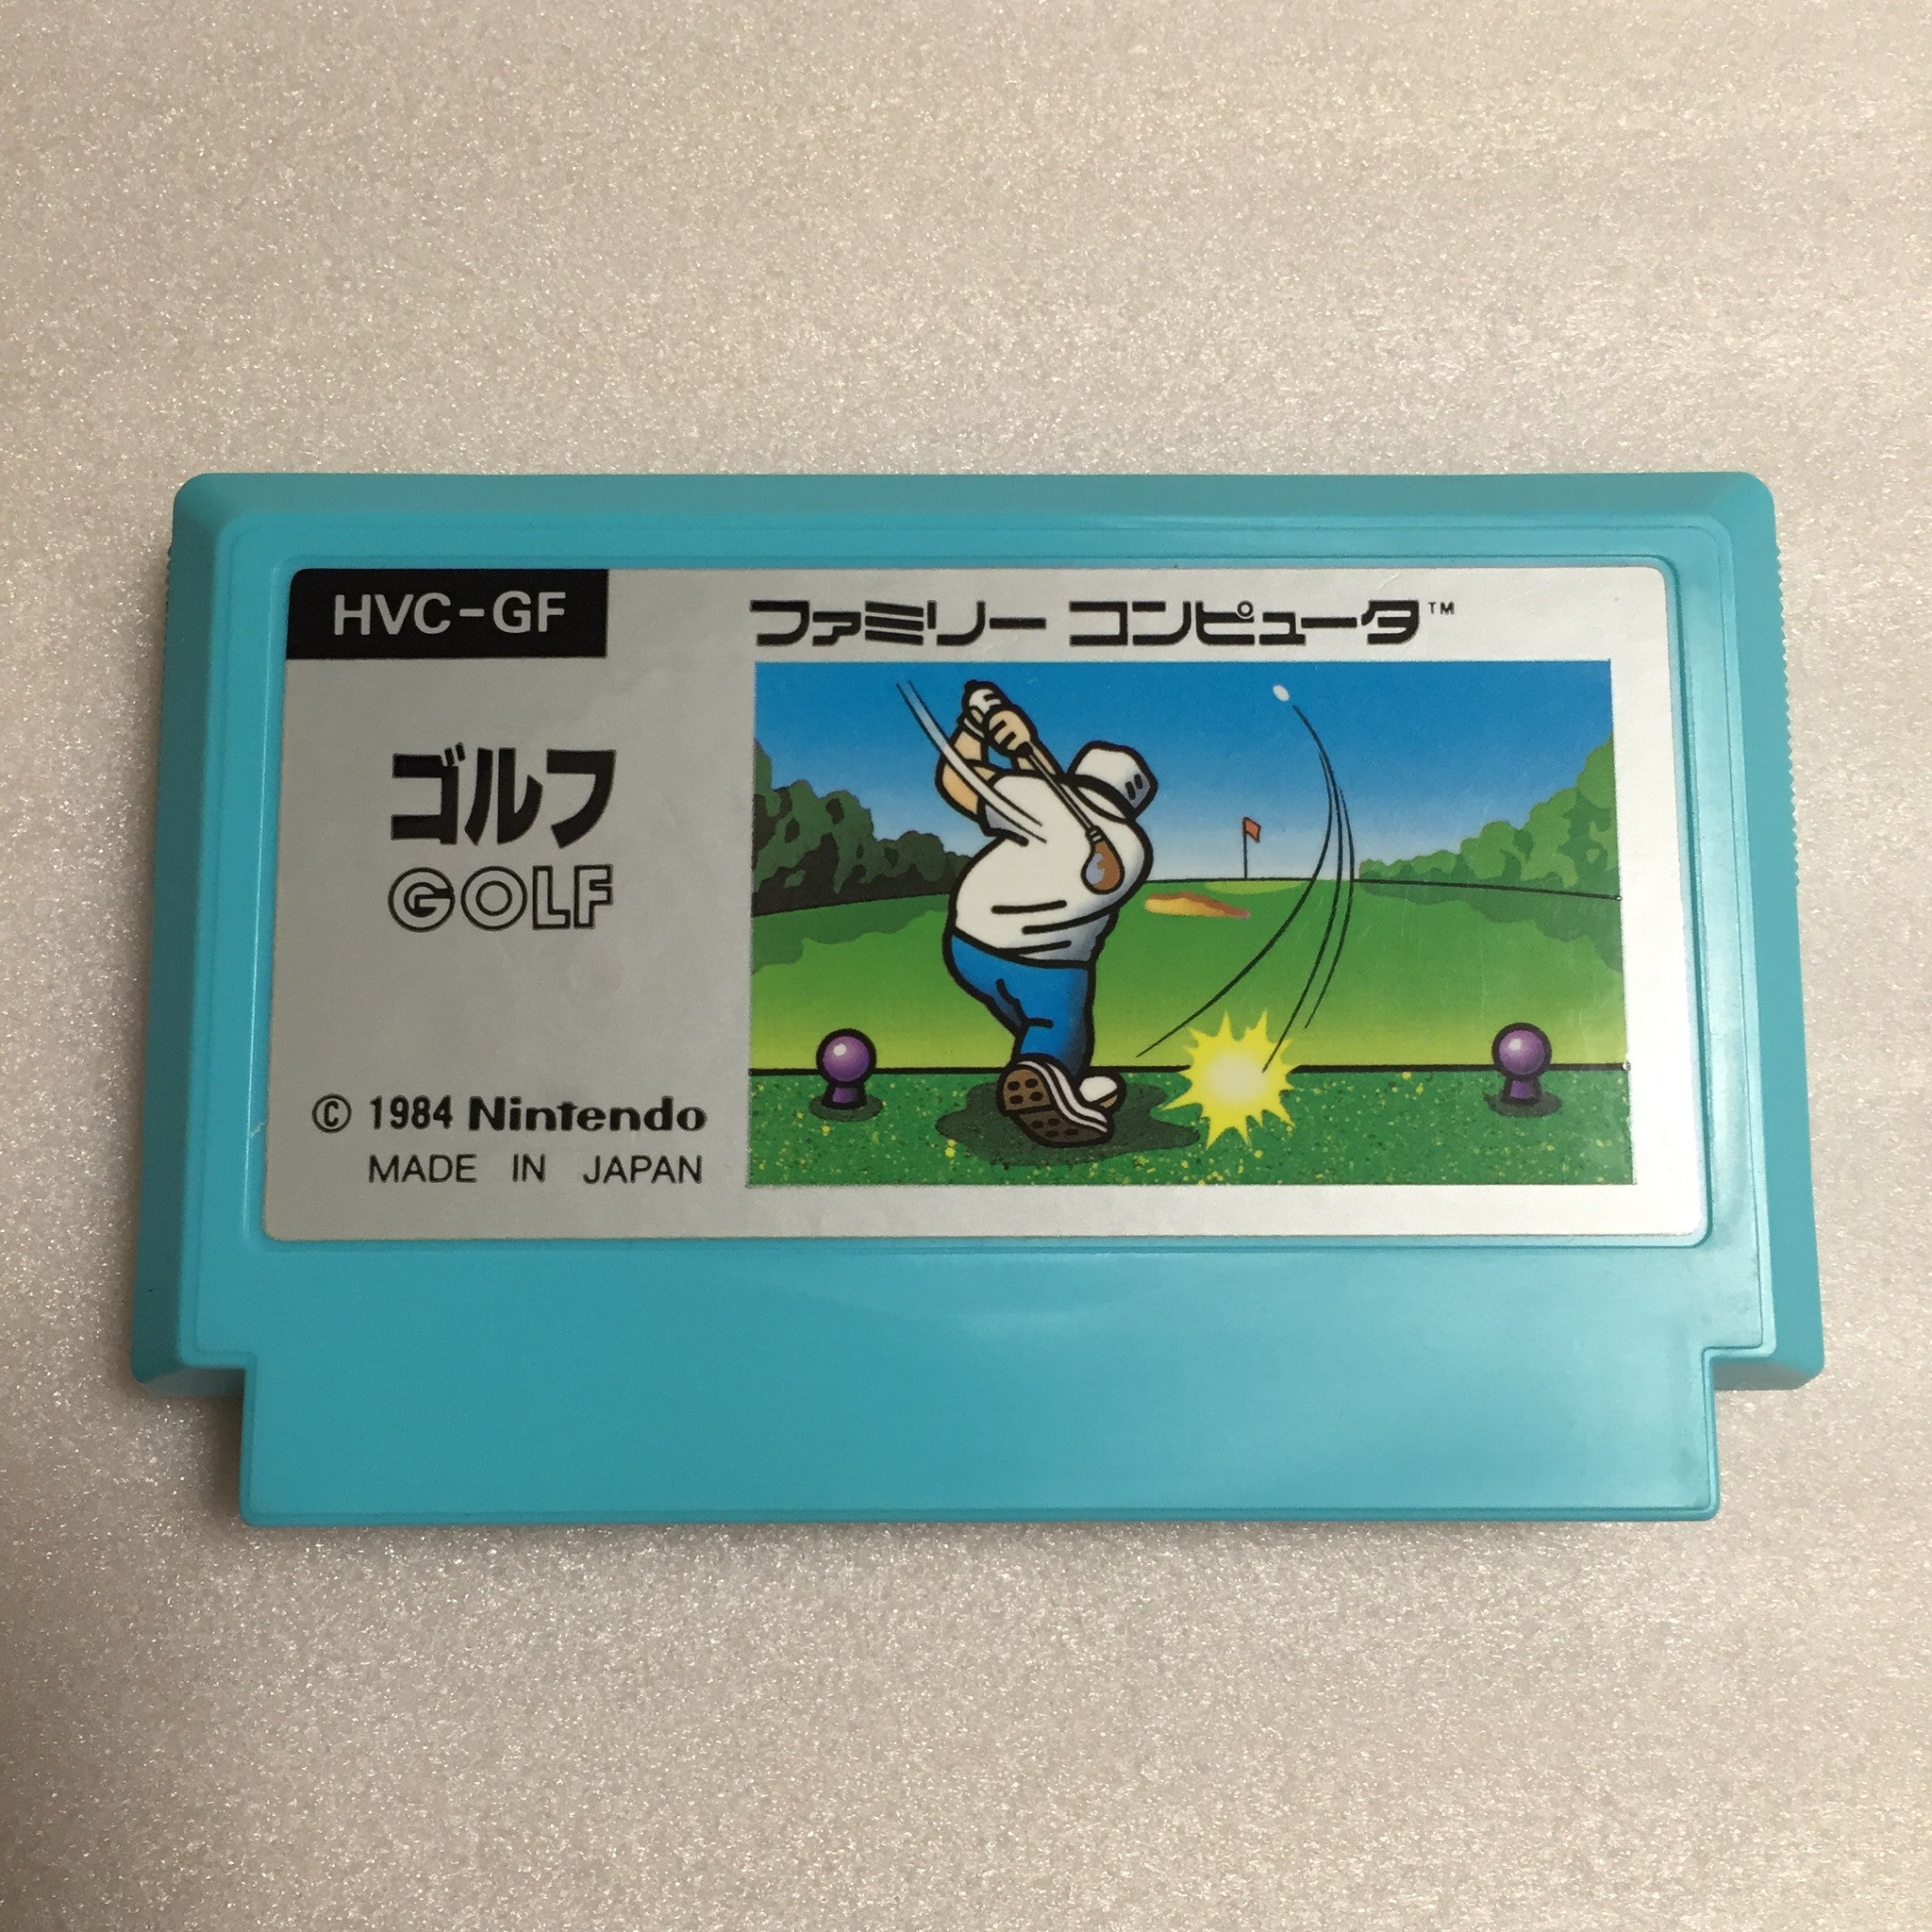 HVC-GF
ファミリー コンピュータ™
ゴルフ
GOLF
© 1984 Nintendo
MADE IN JAPAN